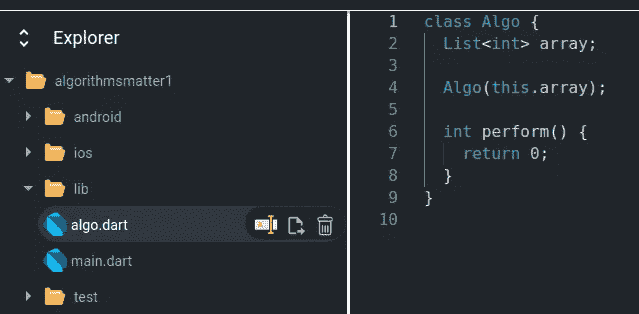 Explorer
algorithmsmatter1
android
ios
lib
algo.dart
main.dart
test
1 class Algo {
2 List<int> array;
3
4 Algo(this.array);
5
6 int perform() {
7 return 0;
8 }
9 }
10